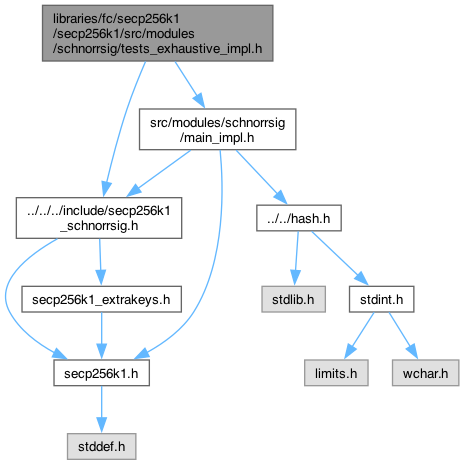 libraries/fc/secp256k1
/secp256k1/src/modules
/schnorrsig/tests_exhaustive_impl.h
src/modules/schnorrsig
/main_impl.h
../../../include/secp256k1
_schnorrsig.h
../../hash.h
secp256k1_extrakeys.h
stdlib.h
stdint.h
secp256k1.h
limits.h
wchar.h
stddef.h